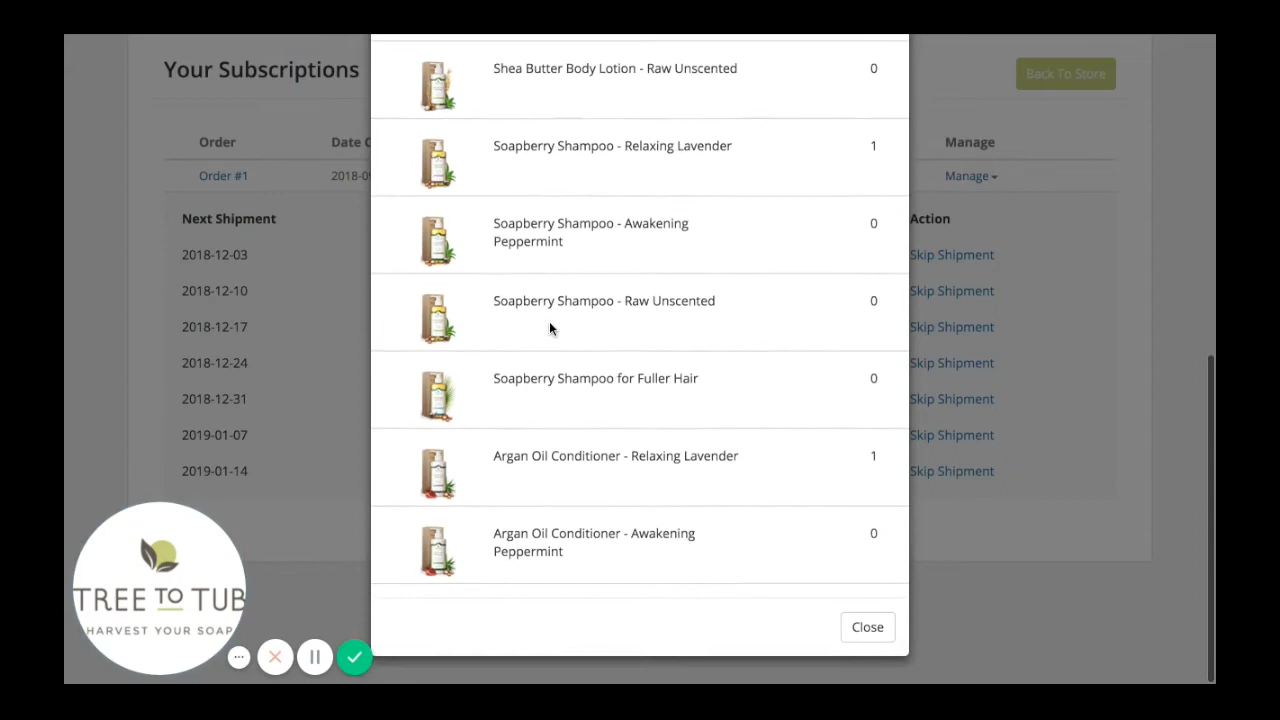 Your Subscriptions
Back To Store
Order
Date
Manage
Order #1
2018-0
Manage
Next Shipment
Action
2018-12-03
Skip Shipment
2018-12-10
Skip Shipment
2018-12-17
Skip Shipment
2018-12-24
Skip Shipment
2018-12-31
Skip Shipment
2019-01-07
Skip Shipment
2019-01-14
Skip Shipment
Shea Butter Body Lotion - Raw Unscented 0
Soapberry Shampoo - Relaxing Lavender 1
Soapberry Shampoo - Awakening 0
Peppermint
Soapberry Shampoo - Raw Unscented 0
Soapberry Shampoo for Fuller Hair 0
Argan Oil Conditioner - Relaxing Lavender 1
Argan Oil Conditioner - Awakening 0
Peppermint
Close
TREE TO TUB
HARVEST YOUR SOAP